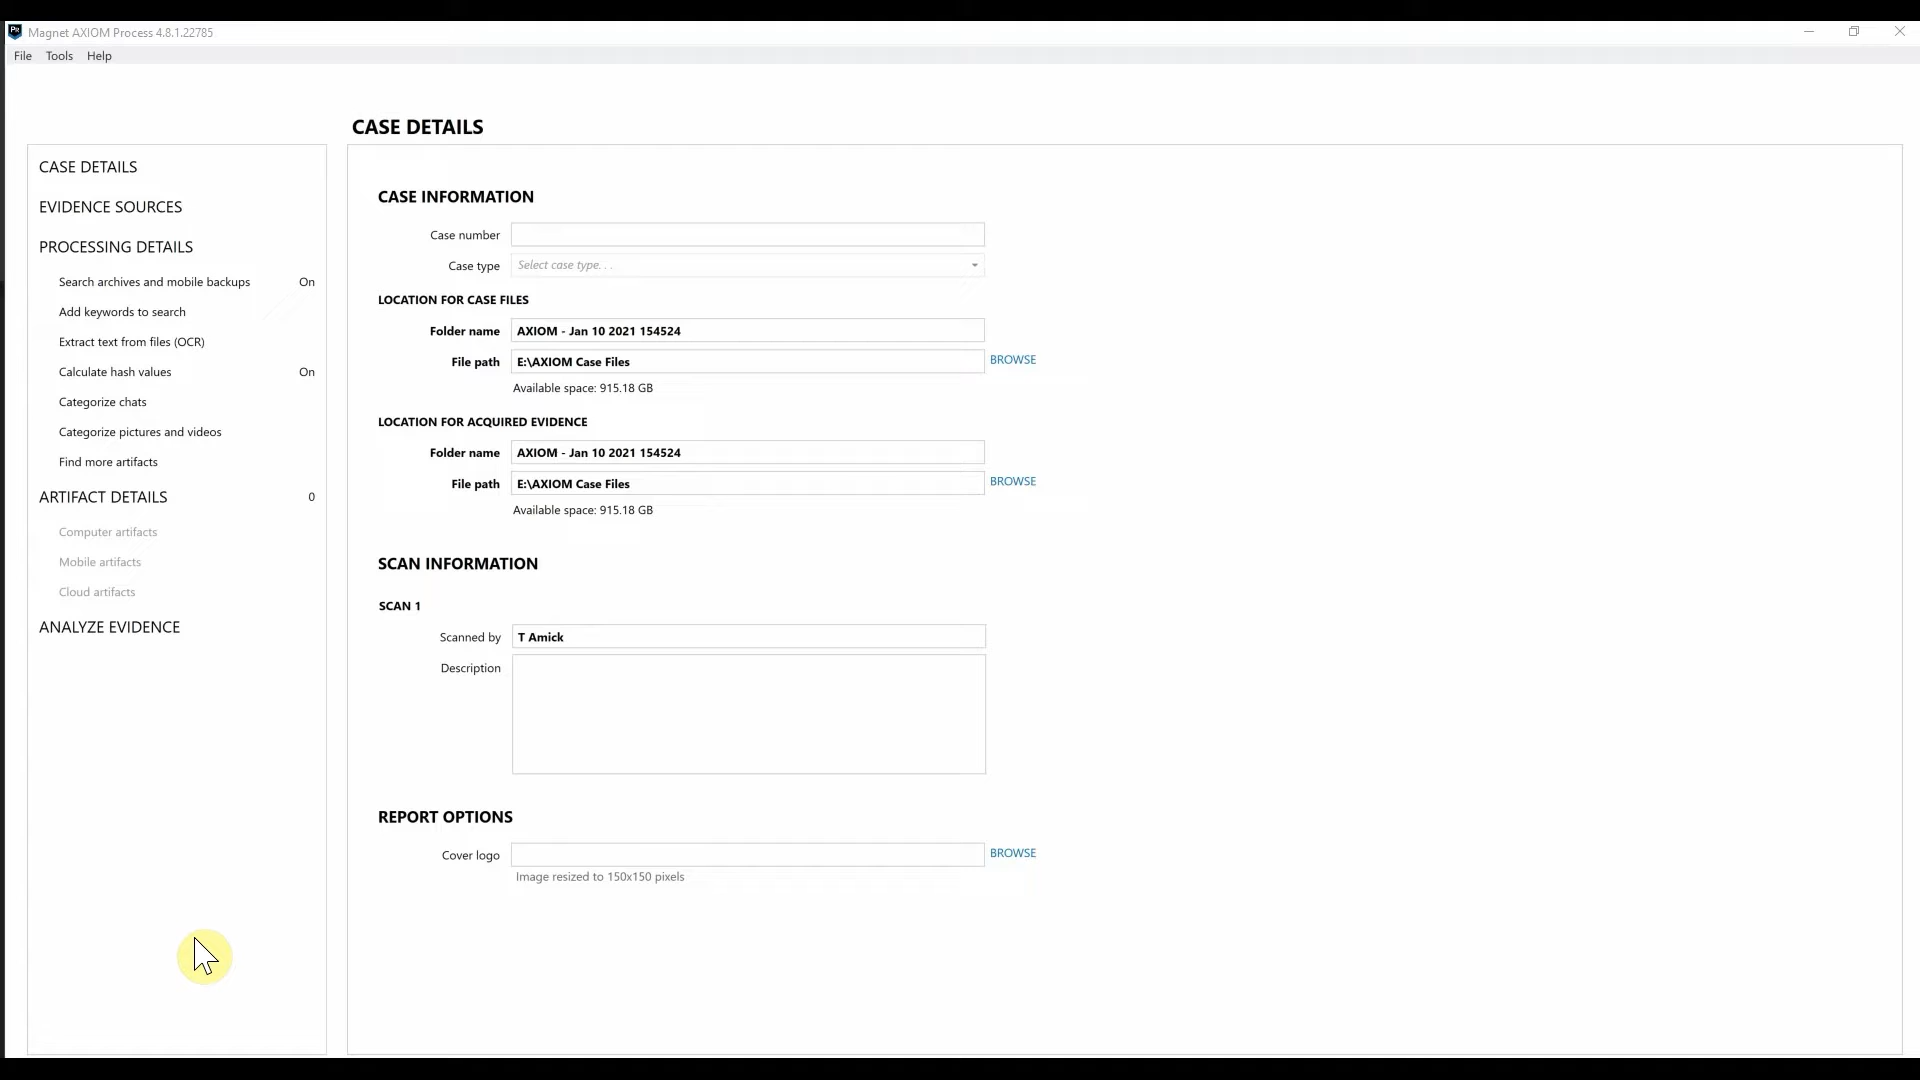 Magnet AXIOM Process 4.8.1.22785
File Tools Help
CASE DETAILS
CASE DETAILS
EVIDENCE SOURCES
PROCESSING DETAILS
Search archives and mobile backups On
Add keywords to search
Extract text from files (OCR)
Calculate hash values On
Categorize chats
Categorize pictures and videos
Find more artifacts
ARTIFACT DETAILS 0
Computer artifacts
Mobile artifacts
Cloud artifacts
ANALYZE EVIDENCE
CASE INFORMATION
Case number
Case type Select case type. . .
LOCATION FOR CASE FILES
Folder name AXIOM - Jan 10 2021 154524
File path E:\AXIOM Case Files BROWSE
Available space: 915.18 GB
LOCATION FOR ACQUIRED EVIDENCE
Folder name AXIOM - Jan 10 2021 154524
File path E:\AXIOM Case Files BROWSE
Available space: 915.18 GB
SCAN INFORMATION
SCAN 1
Scanned by T Amick
Description
REPORT OPTIONS
Cover logo BROWSE
Image resized to 150x150 pixels